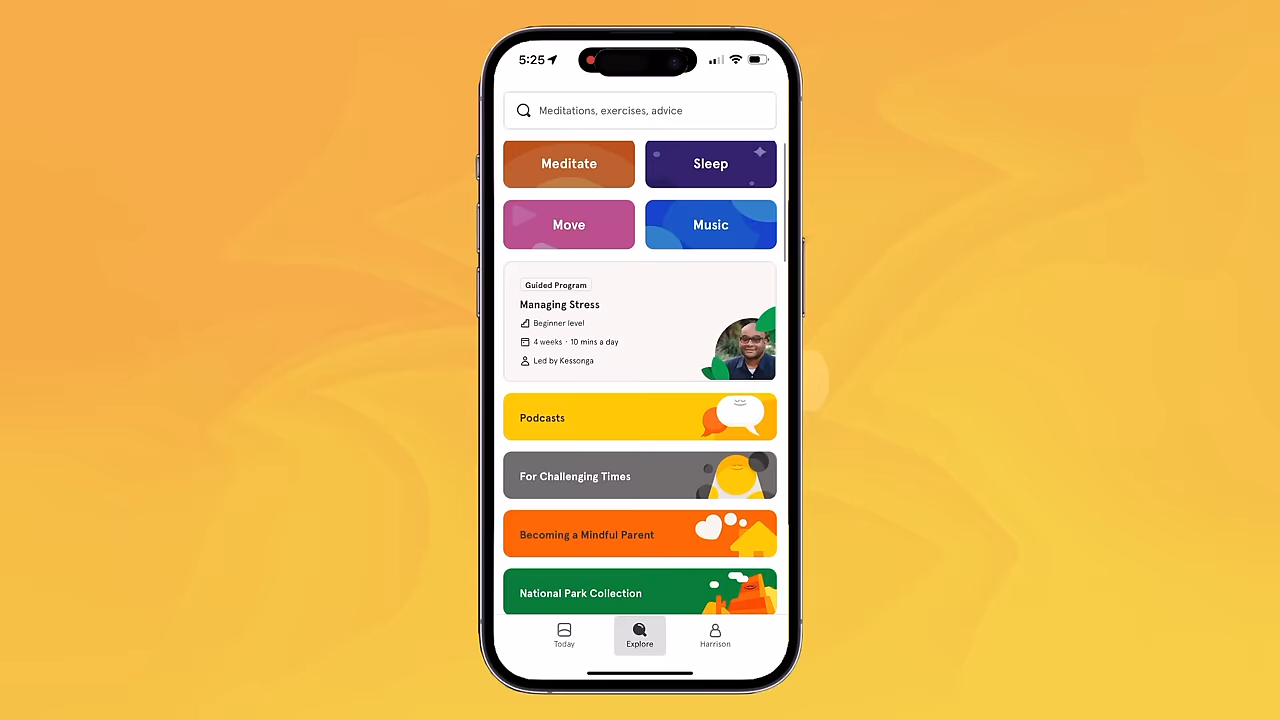 5:25
Meditations, exercises, advice
Meditate
Sleep
Move
Music
Guided Program
Managing Stress
Beginner level
4 weeks · 10 mins a day
Led by Kessonga
Podcasts
For Challenging Times
Becoming a Mindful Parent
National Park Collection
Today
Explore
Harrison